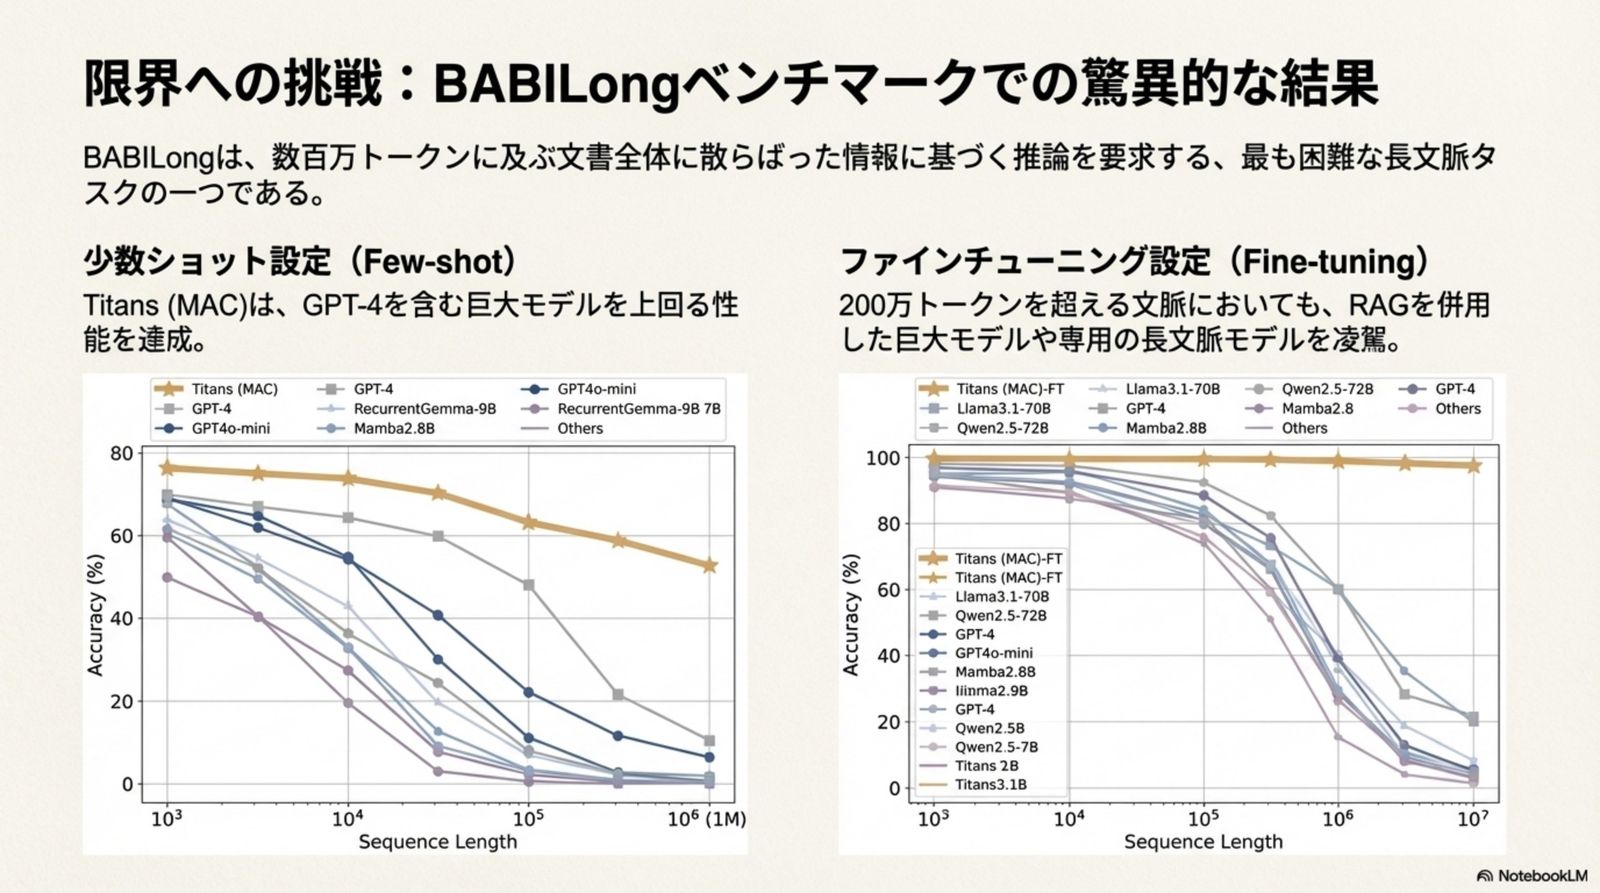 限界への挑戦：BABILongベンチマークでの驚異的な結果
BABILongは、数百万トークンに及ぶ文書全体に散らばった情報に基づく推論を要求する、最も困難な長文脈タ
スクの一つである。
少数ショット設定（Few-shot）
Titans (MAC)は、GPT-4を含む巨大モデルを上回る性
能を達成。
Titans (MAC)
GPT-4
GPT4o-mini
GPT-4
RecurrentGemma-9B
RecurrentGemma-9B 7B
GPT4o-mini
Mamba2.8B
Others
80
60
40
20
0
Accuracy (%)
10³
10⁴
10⁵
10⁶ (1M)
Sequence Length
ファインチューニング設定（Fine-tuning）
200万トークンを超える文脈においても、RAGを併用
した巨大モデルや専用の長文脈モデルを凌駕。
Titans (MAC)-FT
Llama3.1-70B
Qwen2.5-72B
GPT-4
Llama3.1-70B
GPT-4
Mamba2.8
Others
Qwen2.5-72B
Mamba2.8B
Others
100
80
60
40
20
0
Accuracy (%)
Titans (MAC)-FT
Titans (MAC)-FT
Llama3.1-70B
Qwen2.5-72B
GPT-4
GPT4o-mini
Mamba2.8B
GPT-4
Qwen2.5B
Qwen2.5-7B
Titans 2B
Titans3.1B
10³
10⁴
10⁵
10⁶
10⁷
Sequence Length
NotebookLM